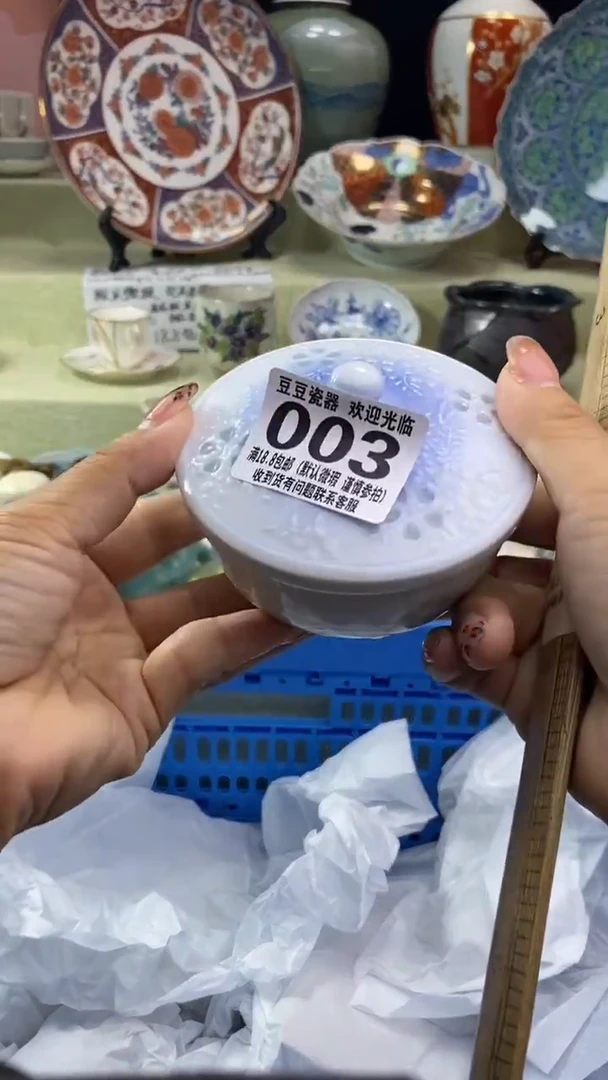 豆豆瓷器 欢迎光临
003
满18.8包邮（默认微瑕 谨慎参拍）
收到货有问题联系客服